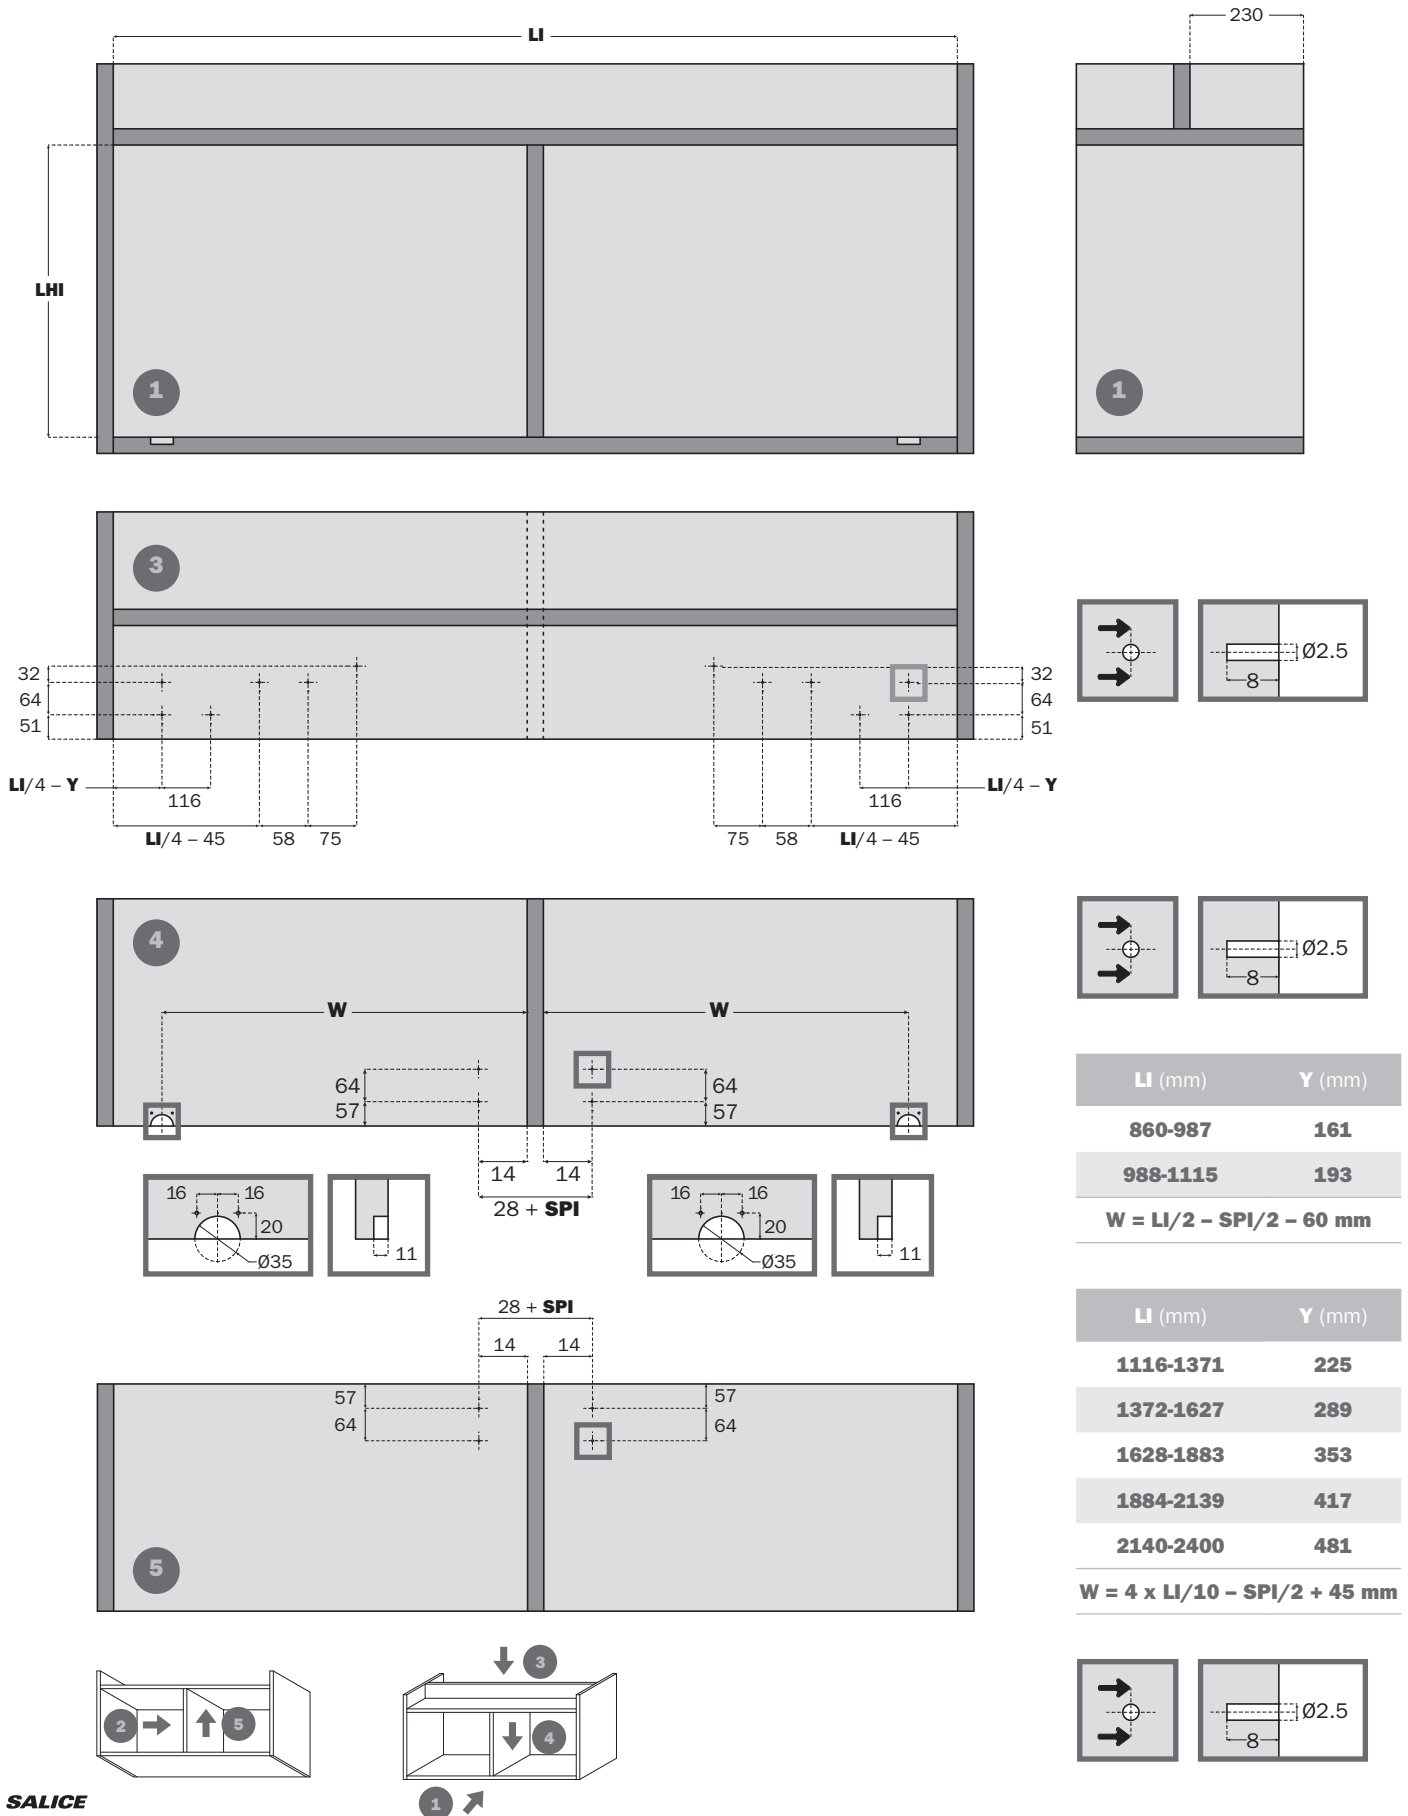 230
LI
LHI
1
1
3
32
64
51
32
64
51
Ø2.5
8
LI/4 – Y
116
LI/4 – 45
58
75
LI/4 – Y
116
75
58
LI/4 – 45
4
W
W
64
57
64
57
14
14
28 + SPI
Ø2.5
8
16
16
20
Ø35
11
16
16
20
Ø35
11
LI (mm) Y (mm)
860-987 161
988-1115 193
W = LI/2 – SPI/2 – 60 mm
28 + SPI
14
14
57
64
57
64
5
LI (mm) Y (mm)
1116-1371 225
1372-1627 289
1628-1883 353
1884-2139 417
2140-2400 481
W = 4 x LI/10 – SPI/2 + 45 mm
2
5
3
4
1
Ø2.5
8
SALICE